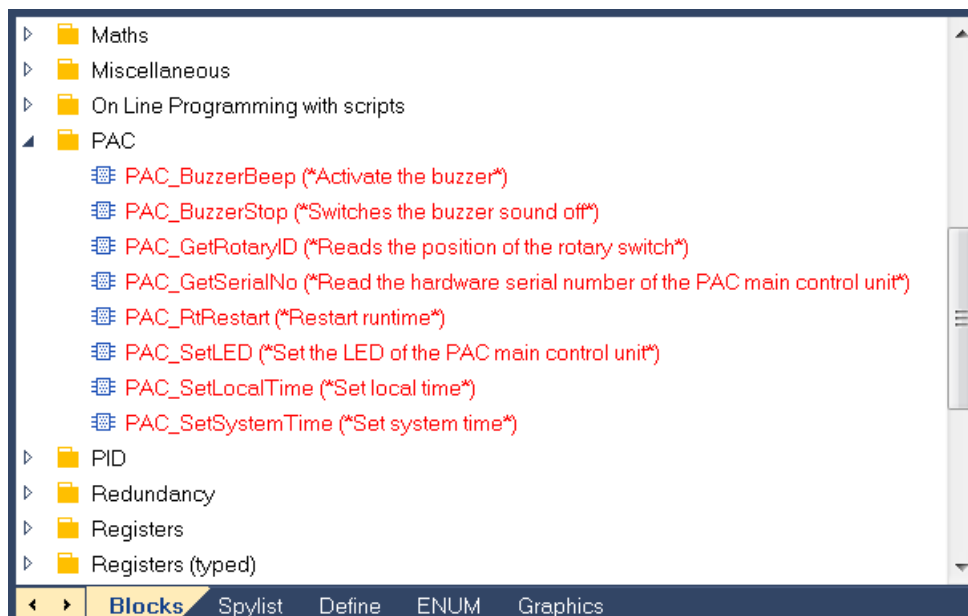 Maths
Miscellaneous
On Line Programming with scripts
PAC
PAC_BuzzerBeep (*Activate the buzzer*)
PAC_BuzzerStop (*Switches the buzzer sound off*)
PAC_GetRotaryID (*Reads the position of the rotary switch*)
PAC_GetSerialNo (*Read the hardware serial number of the PAC main control unit*)
PAC_RtRestart (*Restart runtime*)
PAC_SetLED (*Set the LED of the PAC main control unit*)
PAC_SetLocalTime (*Set local time*)
PAC_SetSystemTime (*Set system time*)
PID
Redundancy
Registers
Registers (typed)
Blocks Spylist Define ENUM Graphics